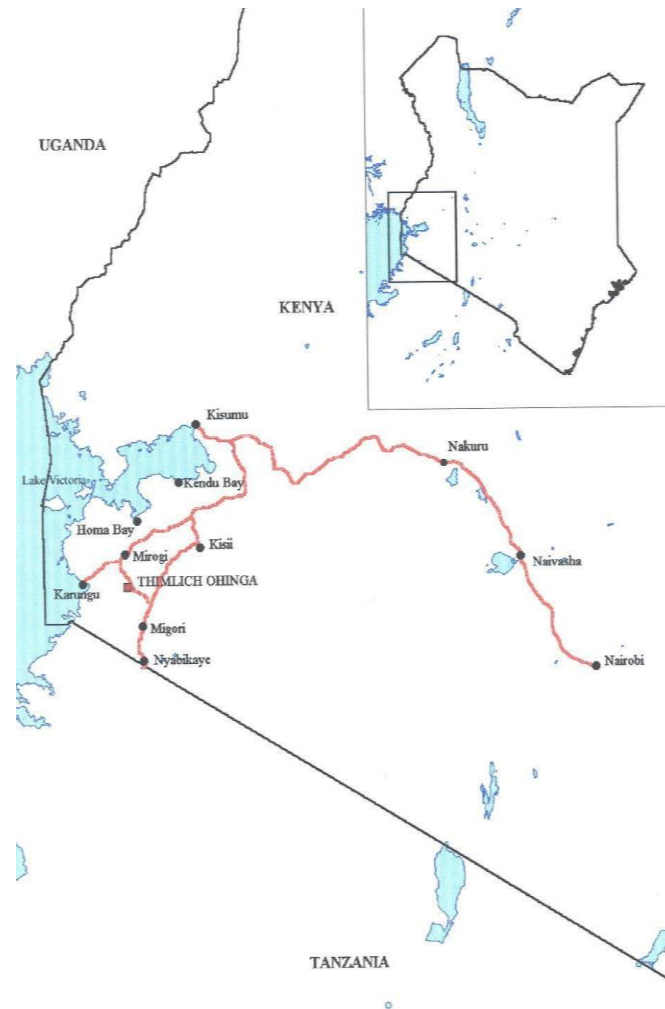 UGANDA
KENYA
Kisumu
Nakuru
Lake Victoria
Kendu Bay
Homa Bay
Kisii
Mirogi
Naivasha
THIMLICH OHINGA
Karungu
Migori
Nyabikaye
Nairobi
TANZANIA